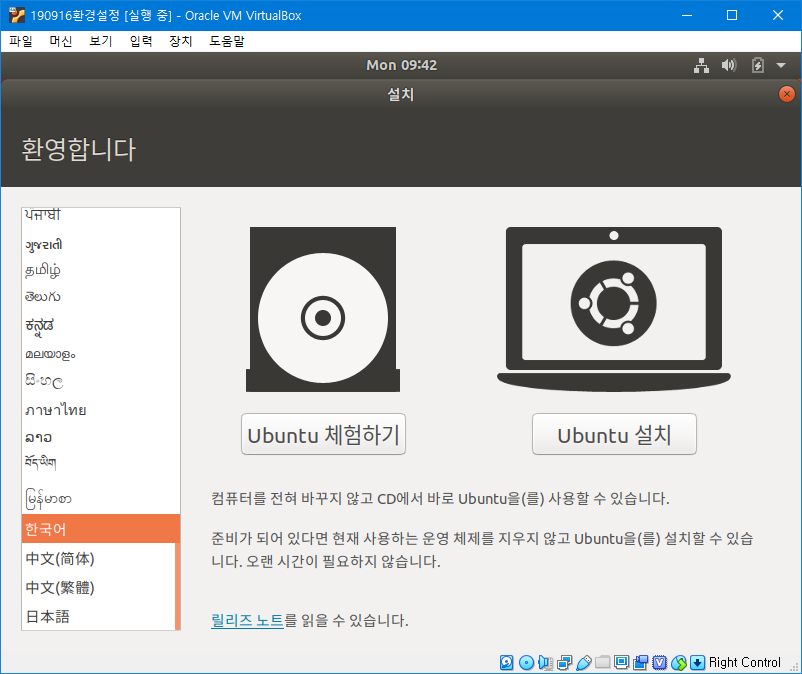 190916환경설정 [실행 중] - Oracle VM VirtualBox
파일 머신 보기 입력 장치 도움말
Mon 09:42
설치
환영합니다
ਪੰਜਾਬੀ
ગુજરાતી
தமிழ்
తెలుగు
ಕನ್ನಡ
മലയാളം
සිංහල
ภาษาไทย
ລາວ
བོད་ཡིག
မြန်မာစာ
한국어
中文(简体)
中文(繁體)
日本語
Ubuntu 체험하기
Ubuntu 설치
컴퓨터를 전혀 바꾸지 않고 CD에서 바로 Ubuntu을(를) 사용할 수 있습니다.
준비가 되어 있다면 현재 사용하는 운영 체제를 지우지 않고 Ubuntu을(를) 설치할 수 있습
니다. 오랜 시간이 필요하지 않습니다.
릴리즈 노트를 읽을 수 있습니다.
Right Control